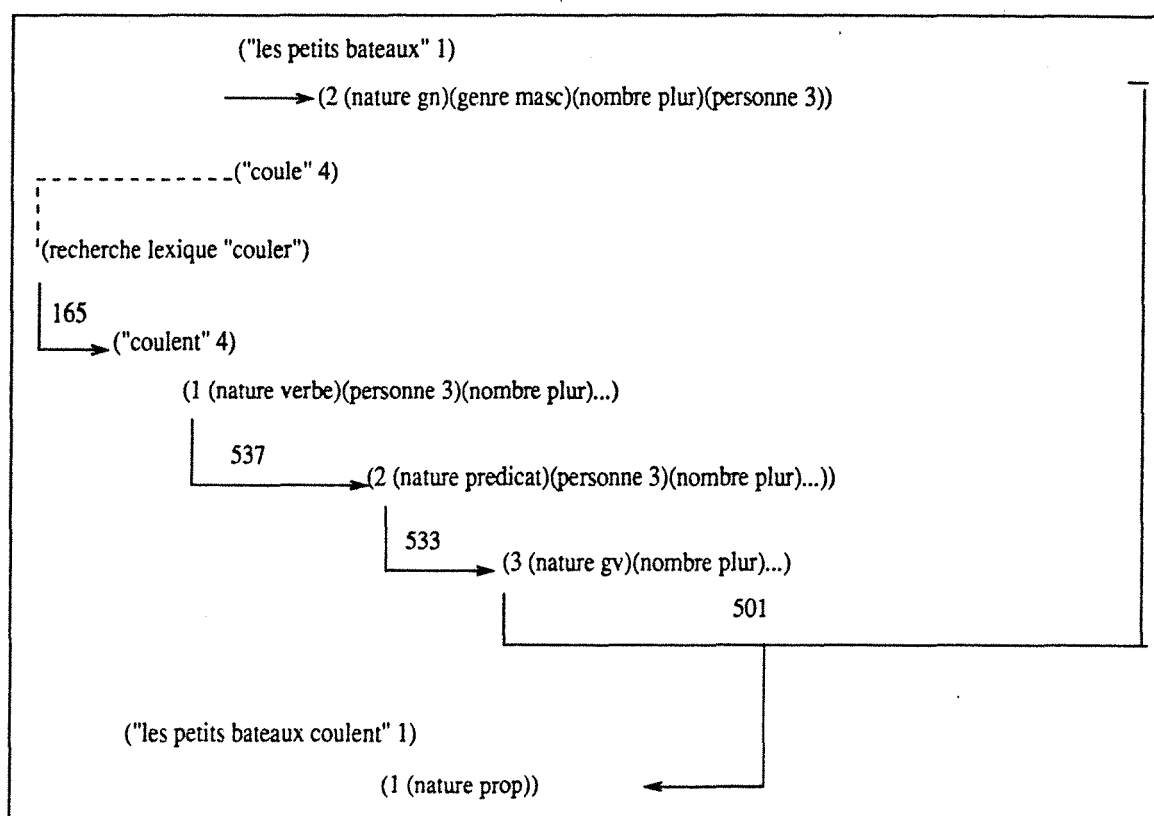 ("les petits bateaux" 1)
(2 (nature gn)(genre masc)(nombre plur)(personne 3))
("coule" 4)
(recherche lexique "couler")
165
("coulent" 4)
(1 (nature verbe)(personne 3)(nombre plur)...)
537
(2 (nature predicat)(personne 3)(nombre plur)...))
533
(3 (nature gv)(nombre plur)...)
501
("les petits bateaux coulent" 1)
(1 (nature prop))